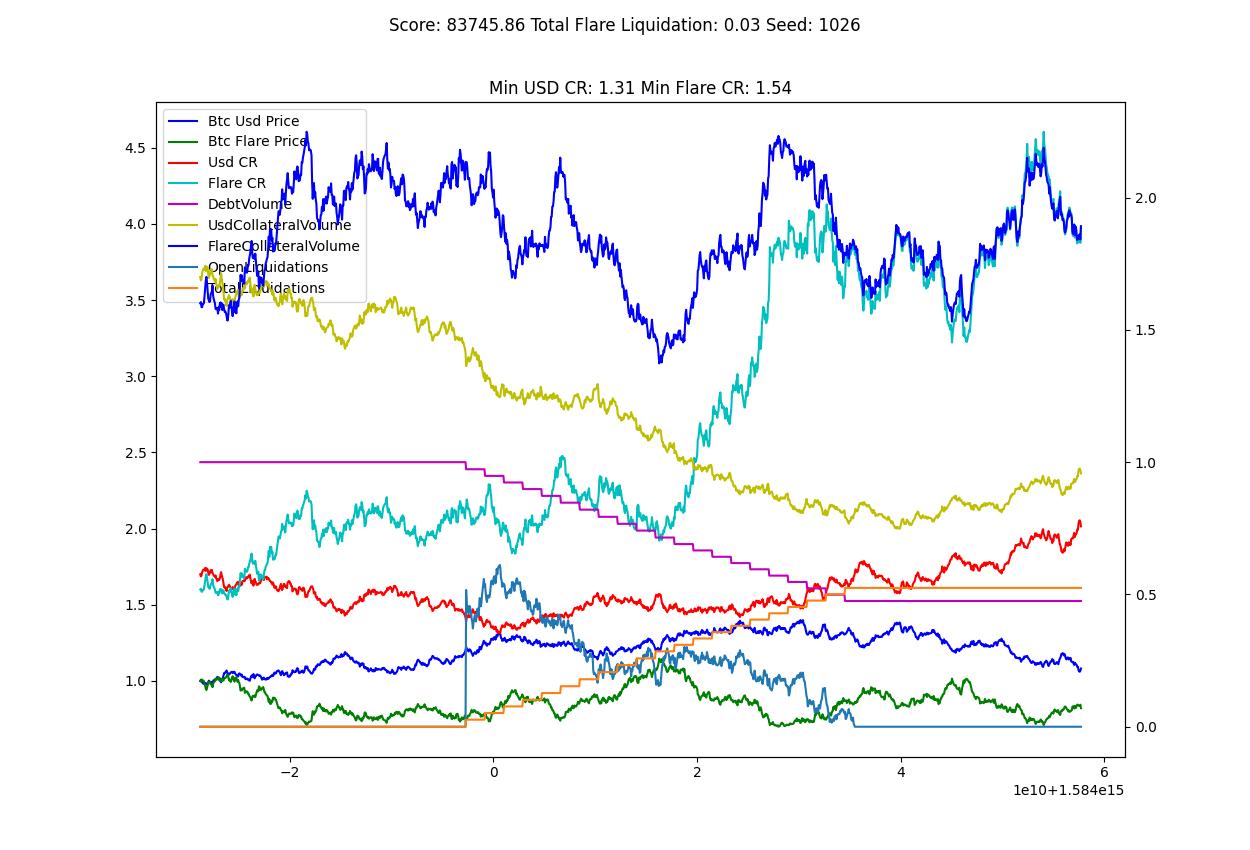 Score: 83745.86 Total Flare Liquidation: 0.03 Seed: 1026
Min USD CR: 1.31 Min Flare CR: 1.54
Btc Usd Price
Btc Flare Price
Usd CR
Flare CR
DebtVolume
UsdCollateralVolume
FlareCollateralVolume
OpenLiquidations
TotalLiquidations
4.5
4.0
3.5
3.0
2.5
2.0
1.5
1.0
2.0
1.5
1.0
0.5
0.0
−2
0
2
4
6
1e10+1.584e15